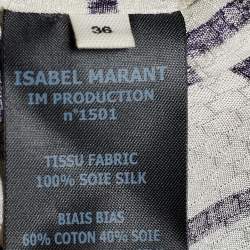 36
ISABEL MARANT
IM PRODUCTION
n°1501
TISSU FABRIC
100% SOIE SILK
BIAIS BIAS
60% COTON 40% SOIE